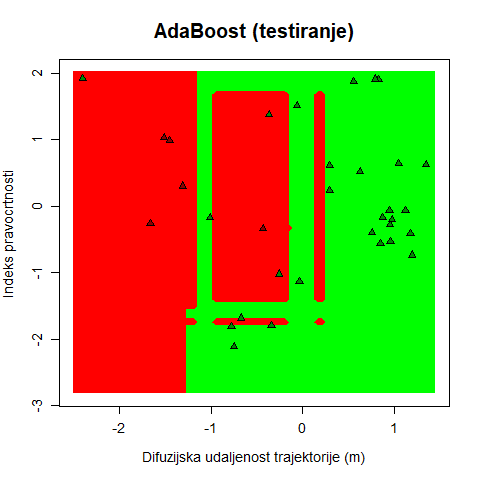 AdaBoost (testiranje)
Indeks pravocrtnosti
2
1
0
-1
-2
-3
-2 -1 0 1
Difuzijska udaljenost trajektorije (m)